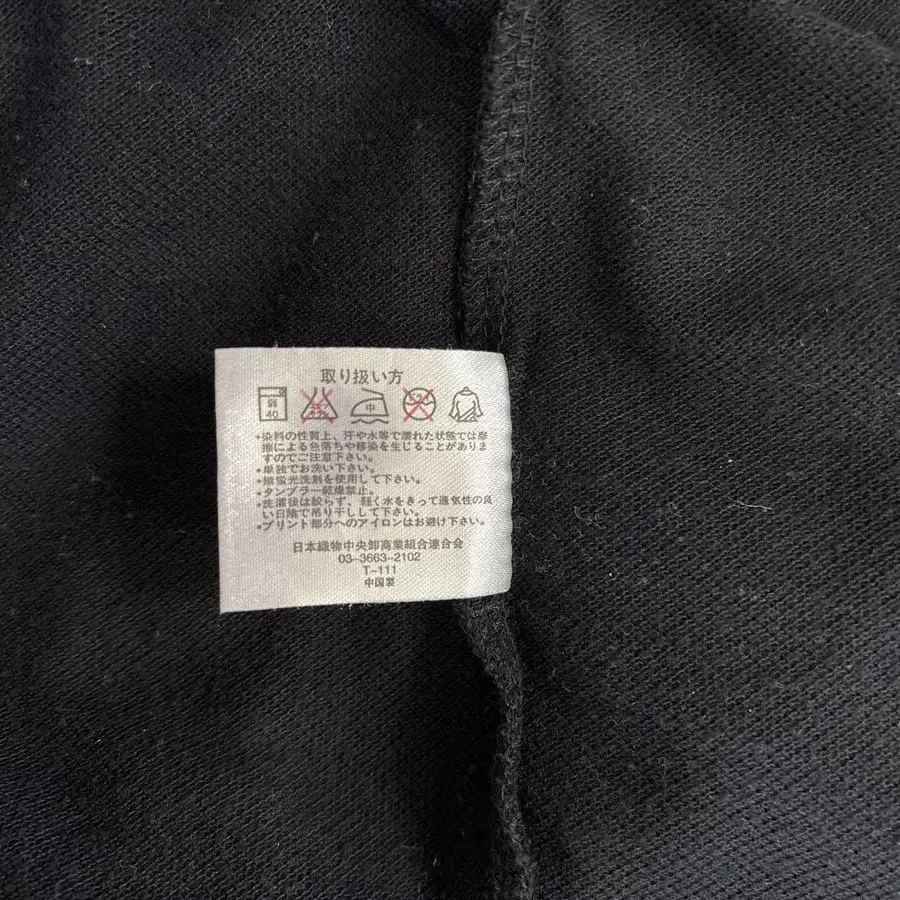 取り扱い方
弱
40
中
•染料の性質上、汗や水等で濡れた状態では摩
擦による色落ちや移染を生じることがありま
すのでご注意下さい。
•単独でお洗い下さい。
•無蛍光洗剤を使用して下さい。
•タンブラー乾燥禁止。
•洗濯後は絞らず、軽く水をきって通気性の良
い日陰で吊り干しして下さい。
•プリント部分へのアイロンはお避け下さい。
日本織物中央卸商業組合連合会
03-3663-2102
T-111
中国製